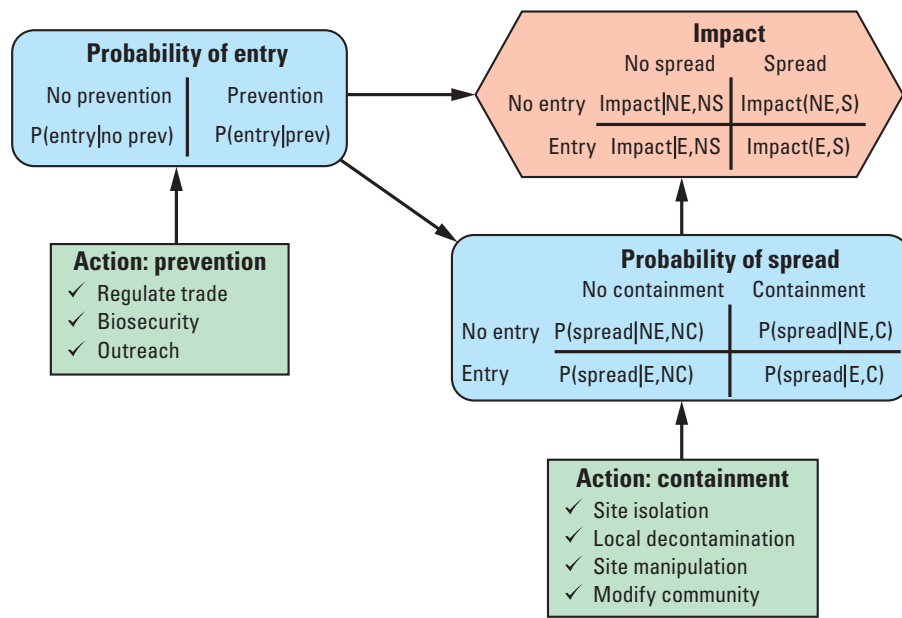 Probability of entry
No prevention Prevention
P(entry|no prev) P(entry|prev)
Impact
No spread Spread
No entry Impact|NE,NS Impact(NE,S)
Entry Impact|E,NS Impact(E,S)
Action: prevention
✓ Regulate trade
✓ Biosecurity
✓ Outreach
Probability of spread
No containment Containment
No entry P(spread|NE,NC) P(spread|NE,C)
Entry P(spread|E,NC) P(spread|E,C)
Action: containment
✓ Site isolation
✓ Local decontamination
✓ Site manipulation
✓ Modify community